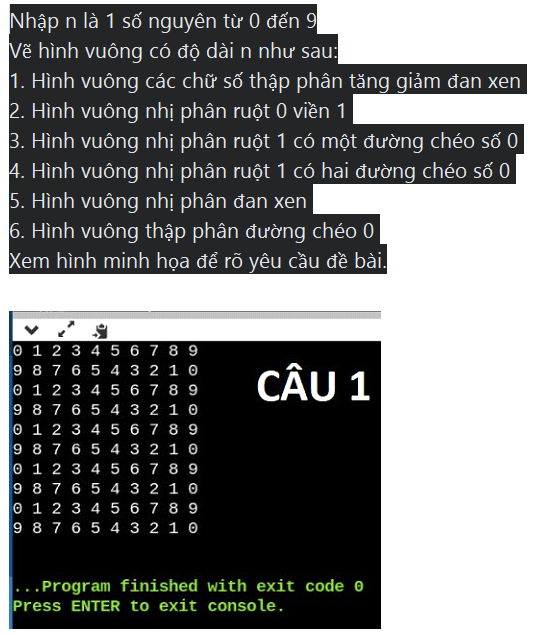 Nhập n là 1 số nguyên từ 0 đến 9
Vẽ hình vuông có độ dài n như sau:
1. Hình vuông các chữ số thập phân tăng giảm đan xen
2. Hình vuông nhị phân ruột 0 viền 1
3. Hình vuông nhị phân ruột 1 có một đường chéo số 0
4. Hình vuông nhị phân ruột 1 có hai đường chéo số 0
5. Hình vuông nhị phân đan xen
6. Hình vuông thập phân đường chéo 0
Xem hình minh họa để rõ yêu cầu đề bài.
0 1 2 3 4 5 6 7 8 9
9 8 7 6 5 4 3 2 1 0
0 1 2 3 4 5 6 7 8 9
9 8 7 6 5 4 3 2 1 0
0 1 2 3 4 5 6 7 8 9
9 8 7 6 5 4 3 2 1 0
0 1 2 3 4 5 6 7 8 9
9 8 7 6 5 4 3 2 1 0
0 1 2 3 4 5 6 7 8 9
9 8 7 6 5 4 3 2 1 0
CÂU 1
...Program finished with exit code 0
Press ENTER to exit console.